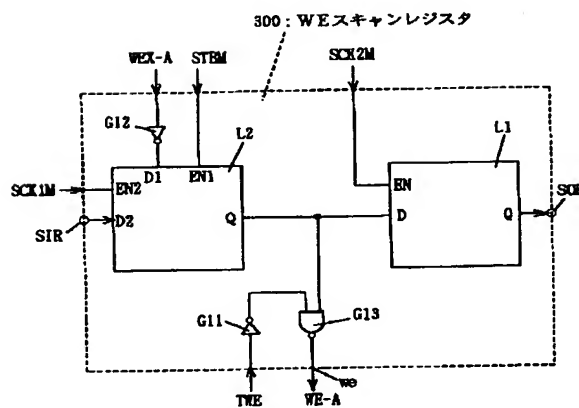 300:WEスキャンレジスタ
WEX-A
STBM
SCK2M
G12
L2
L1
D1
EN1
SCK1M
EN2
EN
SIR
D2
Q
D
Q
G11
G13
TWE
we
WE-A